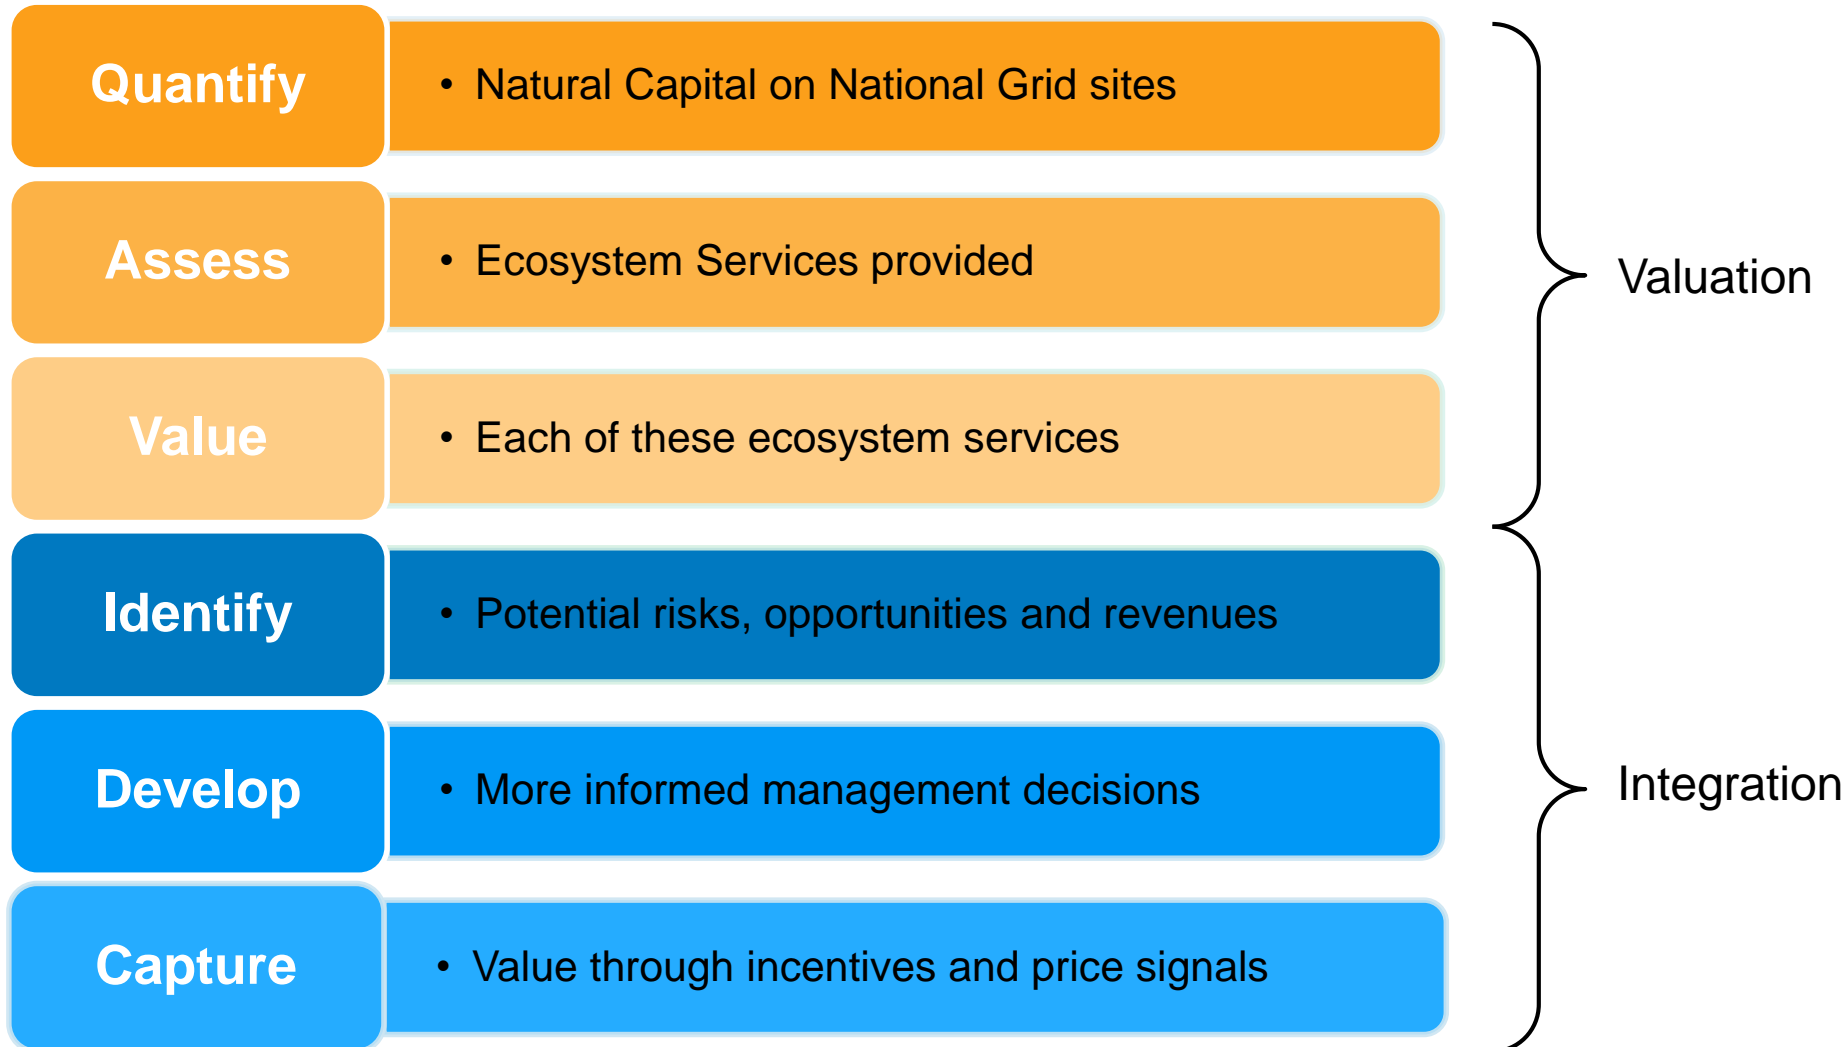 Quantify
• Natural Capital on National Grid sites
Assess
• Ecosystem Services provided
Valuation
Value
• Each of these ecosystem services
Identify
• Potential risks, opportunities and revenues
Develop
• More informed management decisions
Integration
Capture
• Value through incentives and price signals